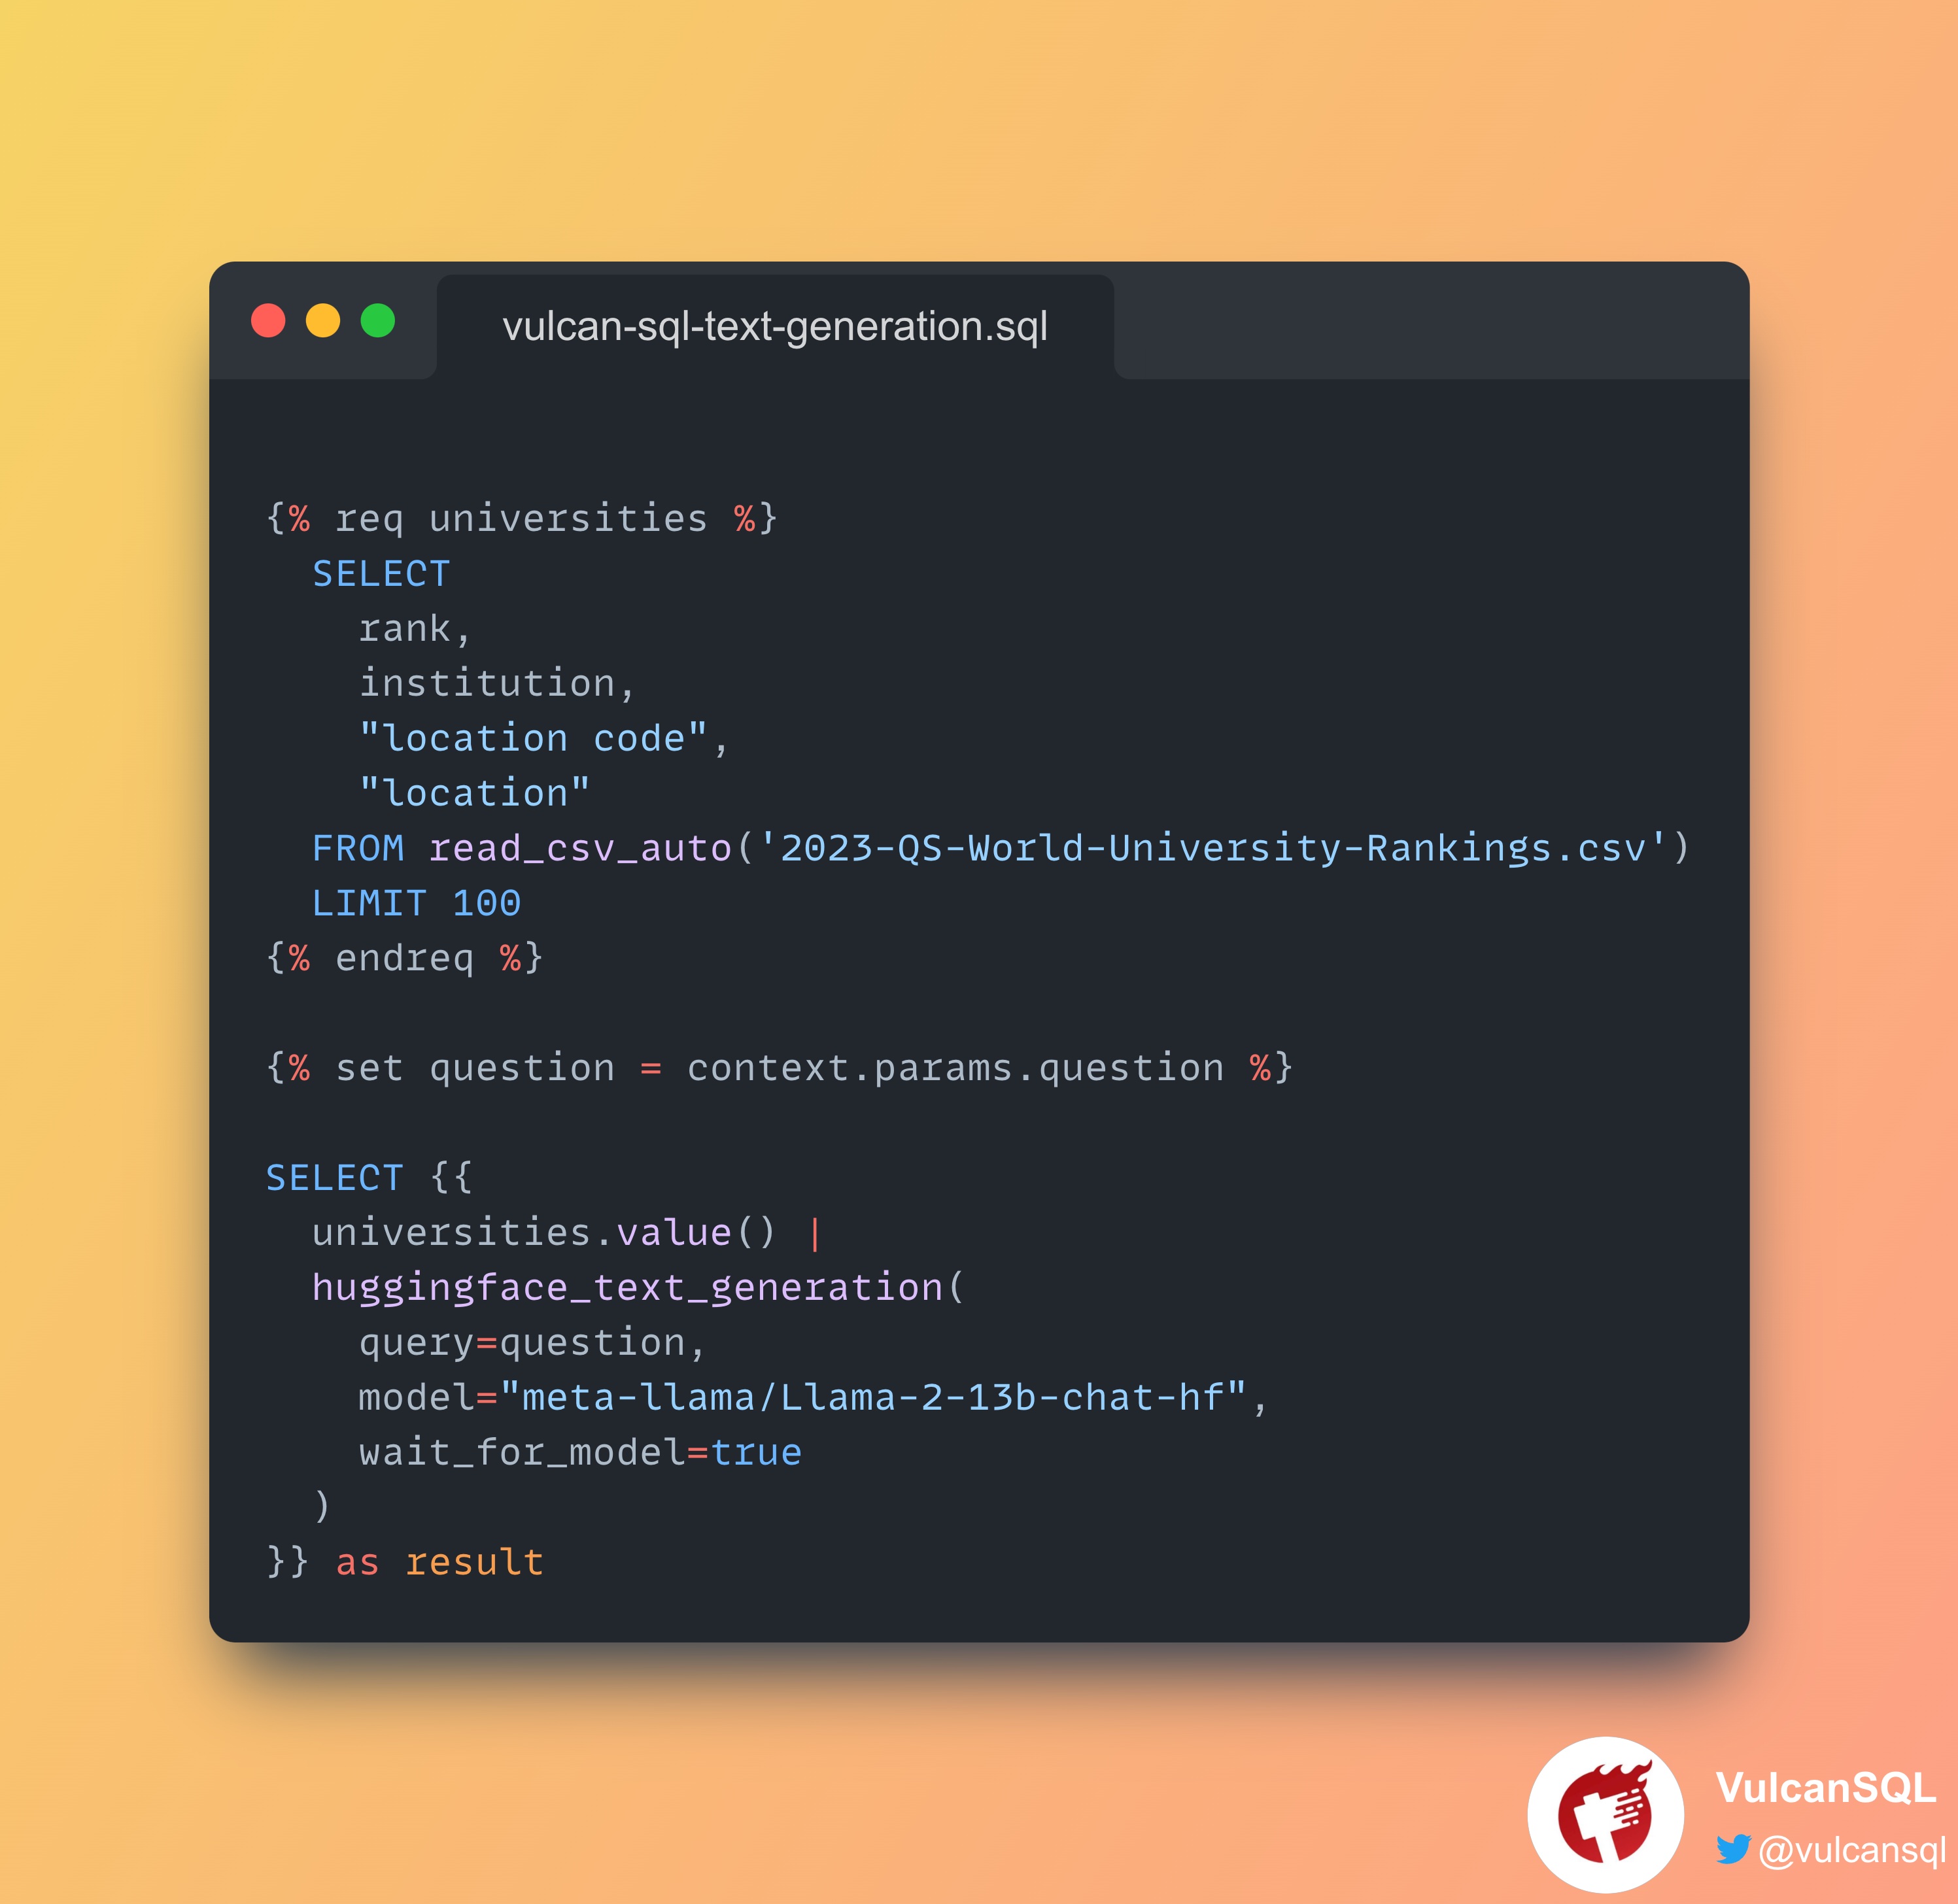 vulcan-sql-text-generation.sql
{% req universities %}
  SELECT
    rank,
    institution,
    "location code",
    "location"
  FROM read_csv_auto('2023-QS-World-University-Rankings.csv')
  LIMIT 100
{% endreq %}

{% set question = context.params.question %}

SELECT {{
  universities.value() |
  huggingface_text_generation(
    query=question,
    model="meta-llama/Llama-2-13b-chat-hf",
    wait_for_model=true
  )
}} as result
VulcanSQL
@vulcansql